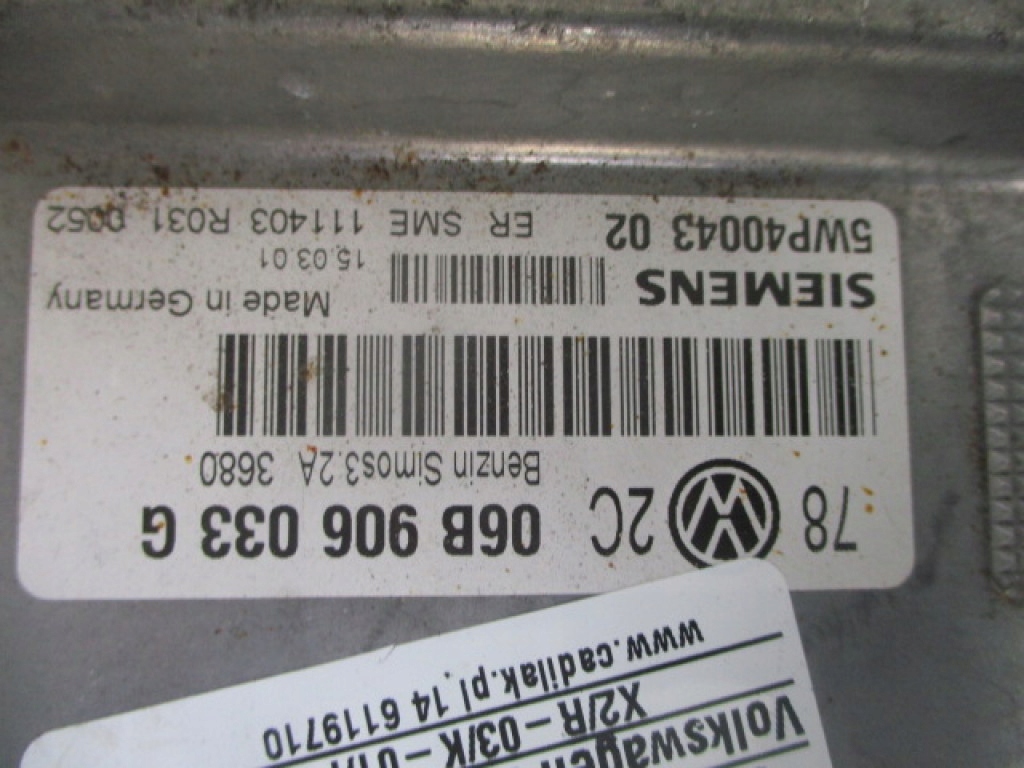 Volkswagen
X2/R-03/K-01/
www.cadilak.pl 14 6119710
78 2C 06B 906 033 G
Benzin Simos3.2A 3680
SIEMENS Made in Germany
15.03.01
5WP40043 02 ER SME 111403 R031 0052